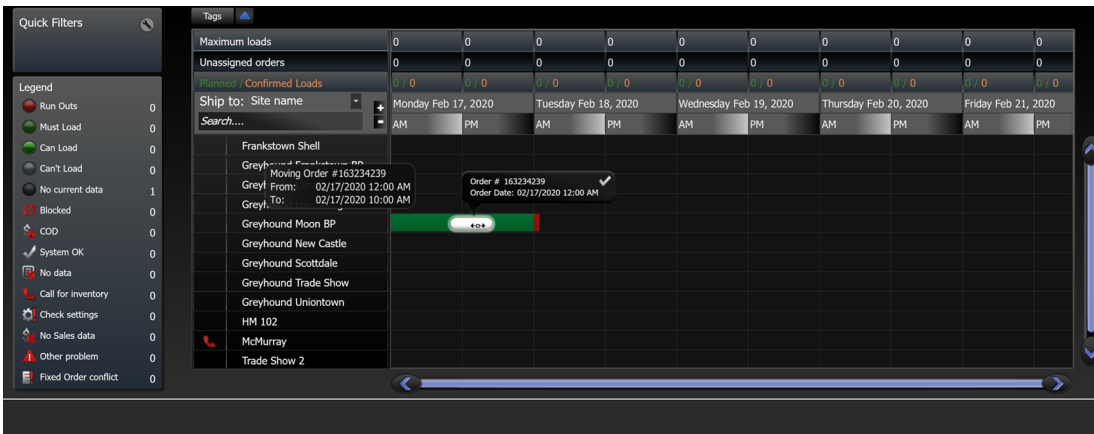 Quick Filters
Legend
Run Outs 0
Must Load 0
Can Load 0
Can't Load 0
No current data 1
Blocked 0
COD 0
System OK 0
No data 0
Call for inventory 0
Check settings 0
No Sales data 0
Other problem 0
Fixed Order conflict 0
Tags
Maximum loads 0 0 0 0 0 0 0 0 0 0
Unassigned orders 0 0 0 0 0 0 0 0 0 0
Planned / Confirmed Loads 0 / 0 0 / 0 0 / 0 0 / 0 0 / 0 0 / 0 0 / 0 0 / 0 0 / 0 0 / 0
Ship to: Site name + Monday Feb 17, 2020 Tuesday Feb 18, 2020 Wednesday Feb 19, 2020 Thursday Feb 20, 2020 Friday Feb 21, 2020
Search.... - AM PM AM PM AM PM AM PM AM PM
Frankstown Shell
Greyhound Frankstown BP
Moving Order #163234239
From: 02/17/2020 12:00 AM
To: 02/17/2020 10:00 AM
Order # 163234239
Order Date: 02/17/2020 12:00 AM
Greyhound Moon BP
Greyhound New Castle
Greyhound Scottdale
Greyhound Trade Show
Greyhound Uniontown
HM 102
McMurray
Trade Show 2